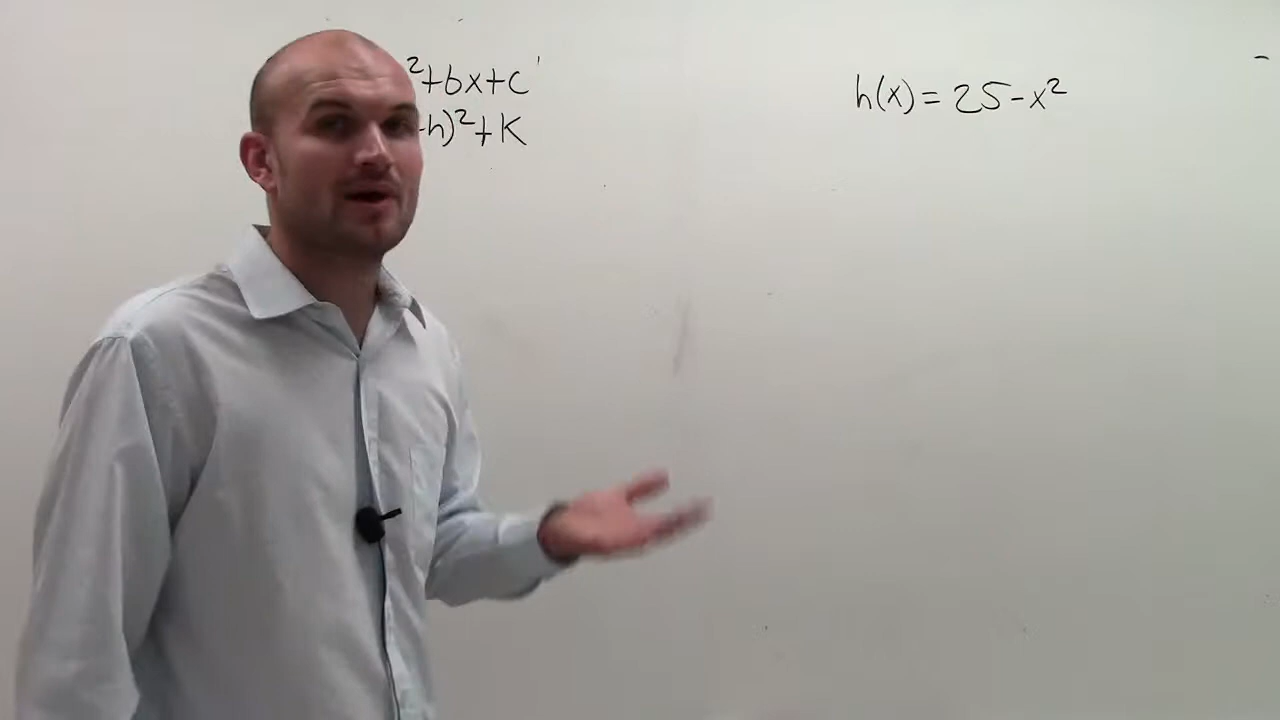 ²+bx+c
-h)²+K
h(x) = 25-x²